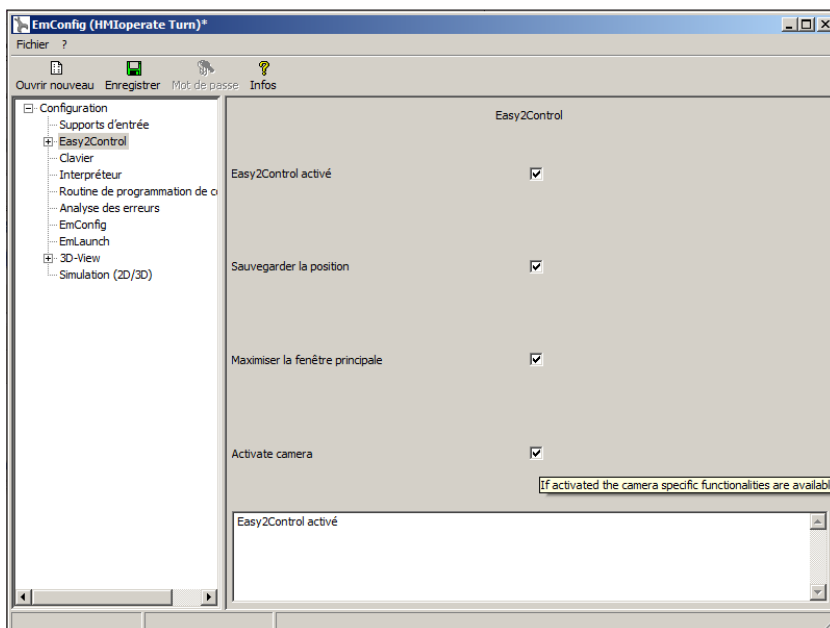 EmConfig (HMIoperate Turn)*
Fichier ?
Ouvrir nouveau Enregistrer Mot de passe Infos
Configuration
Supports d'entrée
Easy2Control
Clavier
Interpréteur
Routine de programmation de c
Analyse des erreurs
EmConfig
EmLaunch
3D-View
Simulation (2D/3D)
Easy2Control
Easy2Control activé
Sauvegarder la position
Maximiser la fenêtre principale
Activate camera
If activated the camera specific functionalities are availabl
Easy2Control activé